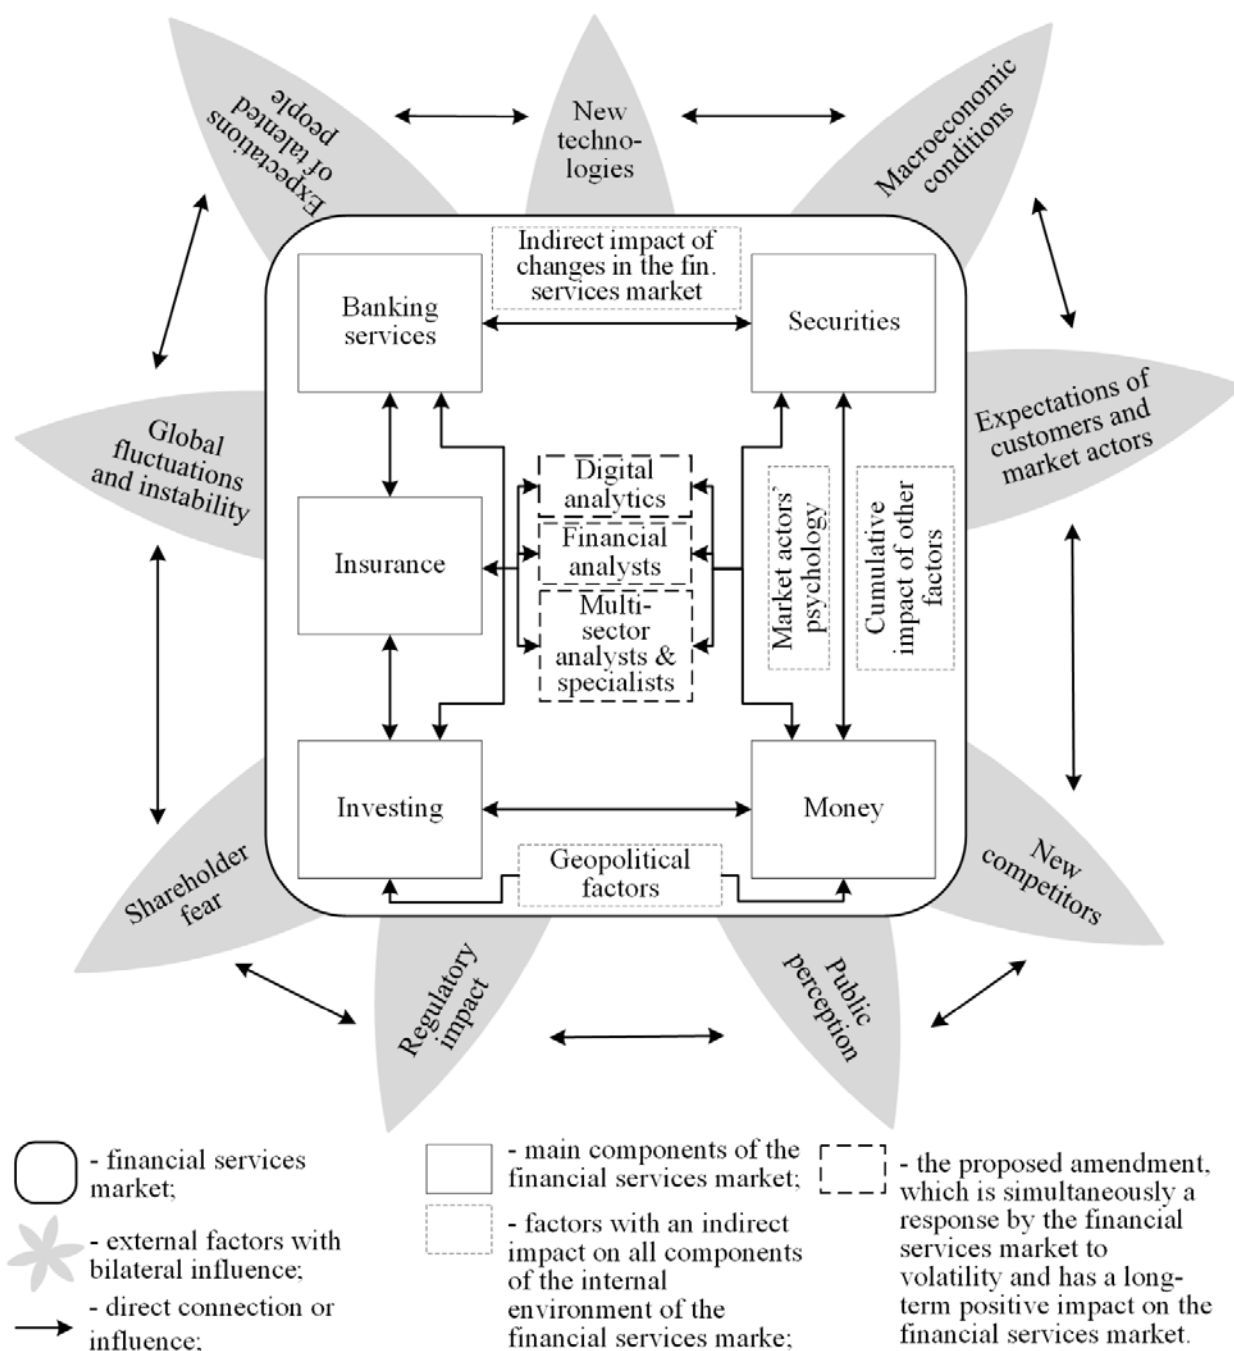 Expectations
of talented
people
New
techno-
logies
Macroeconomic
conditions
Indirect impact of
changes in the fin.
services market
Banking
services
Securities
Global
fluctuations
and instability
Expectations of
customers and
market actors
Digital
analytics
Financial
analysts
Multi-
sector
analysts &
specialists
Insurance
Market actors’
psychology
Cumulative
impact of other
factors
Investing
Money
Geopolitical
factors
Shareholder
fear
New
competitors
Regulatory
impact
Public
perception
- financial services
market;
- external factors with
bilateral influence;
- direct connection or
influence;
- main components of the
financial services market;
- factors with an indirect
impact on all components
of the internal
environment of the
financial services marke;
- the proposed amendment,
which is simultaneously a
response by the financial
services market to
volatility and has a long-
term positive impact on the
financial services market.